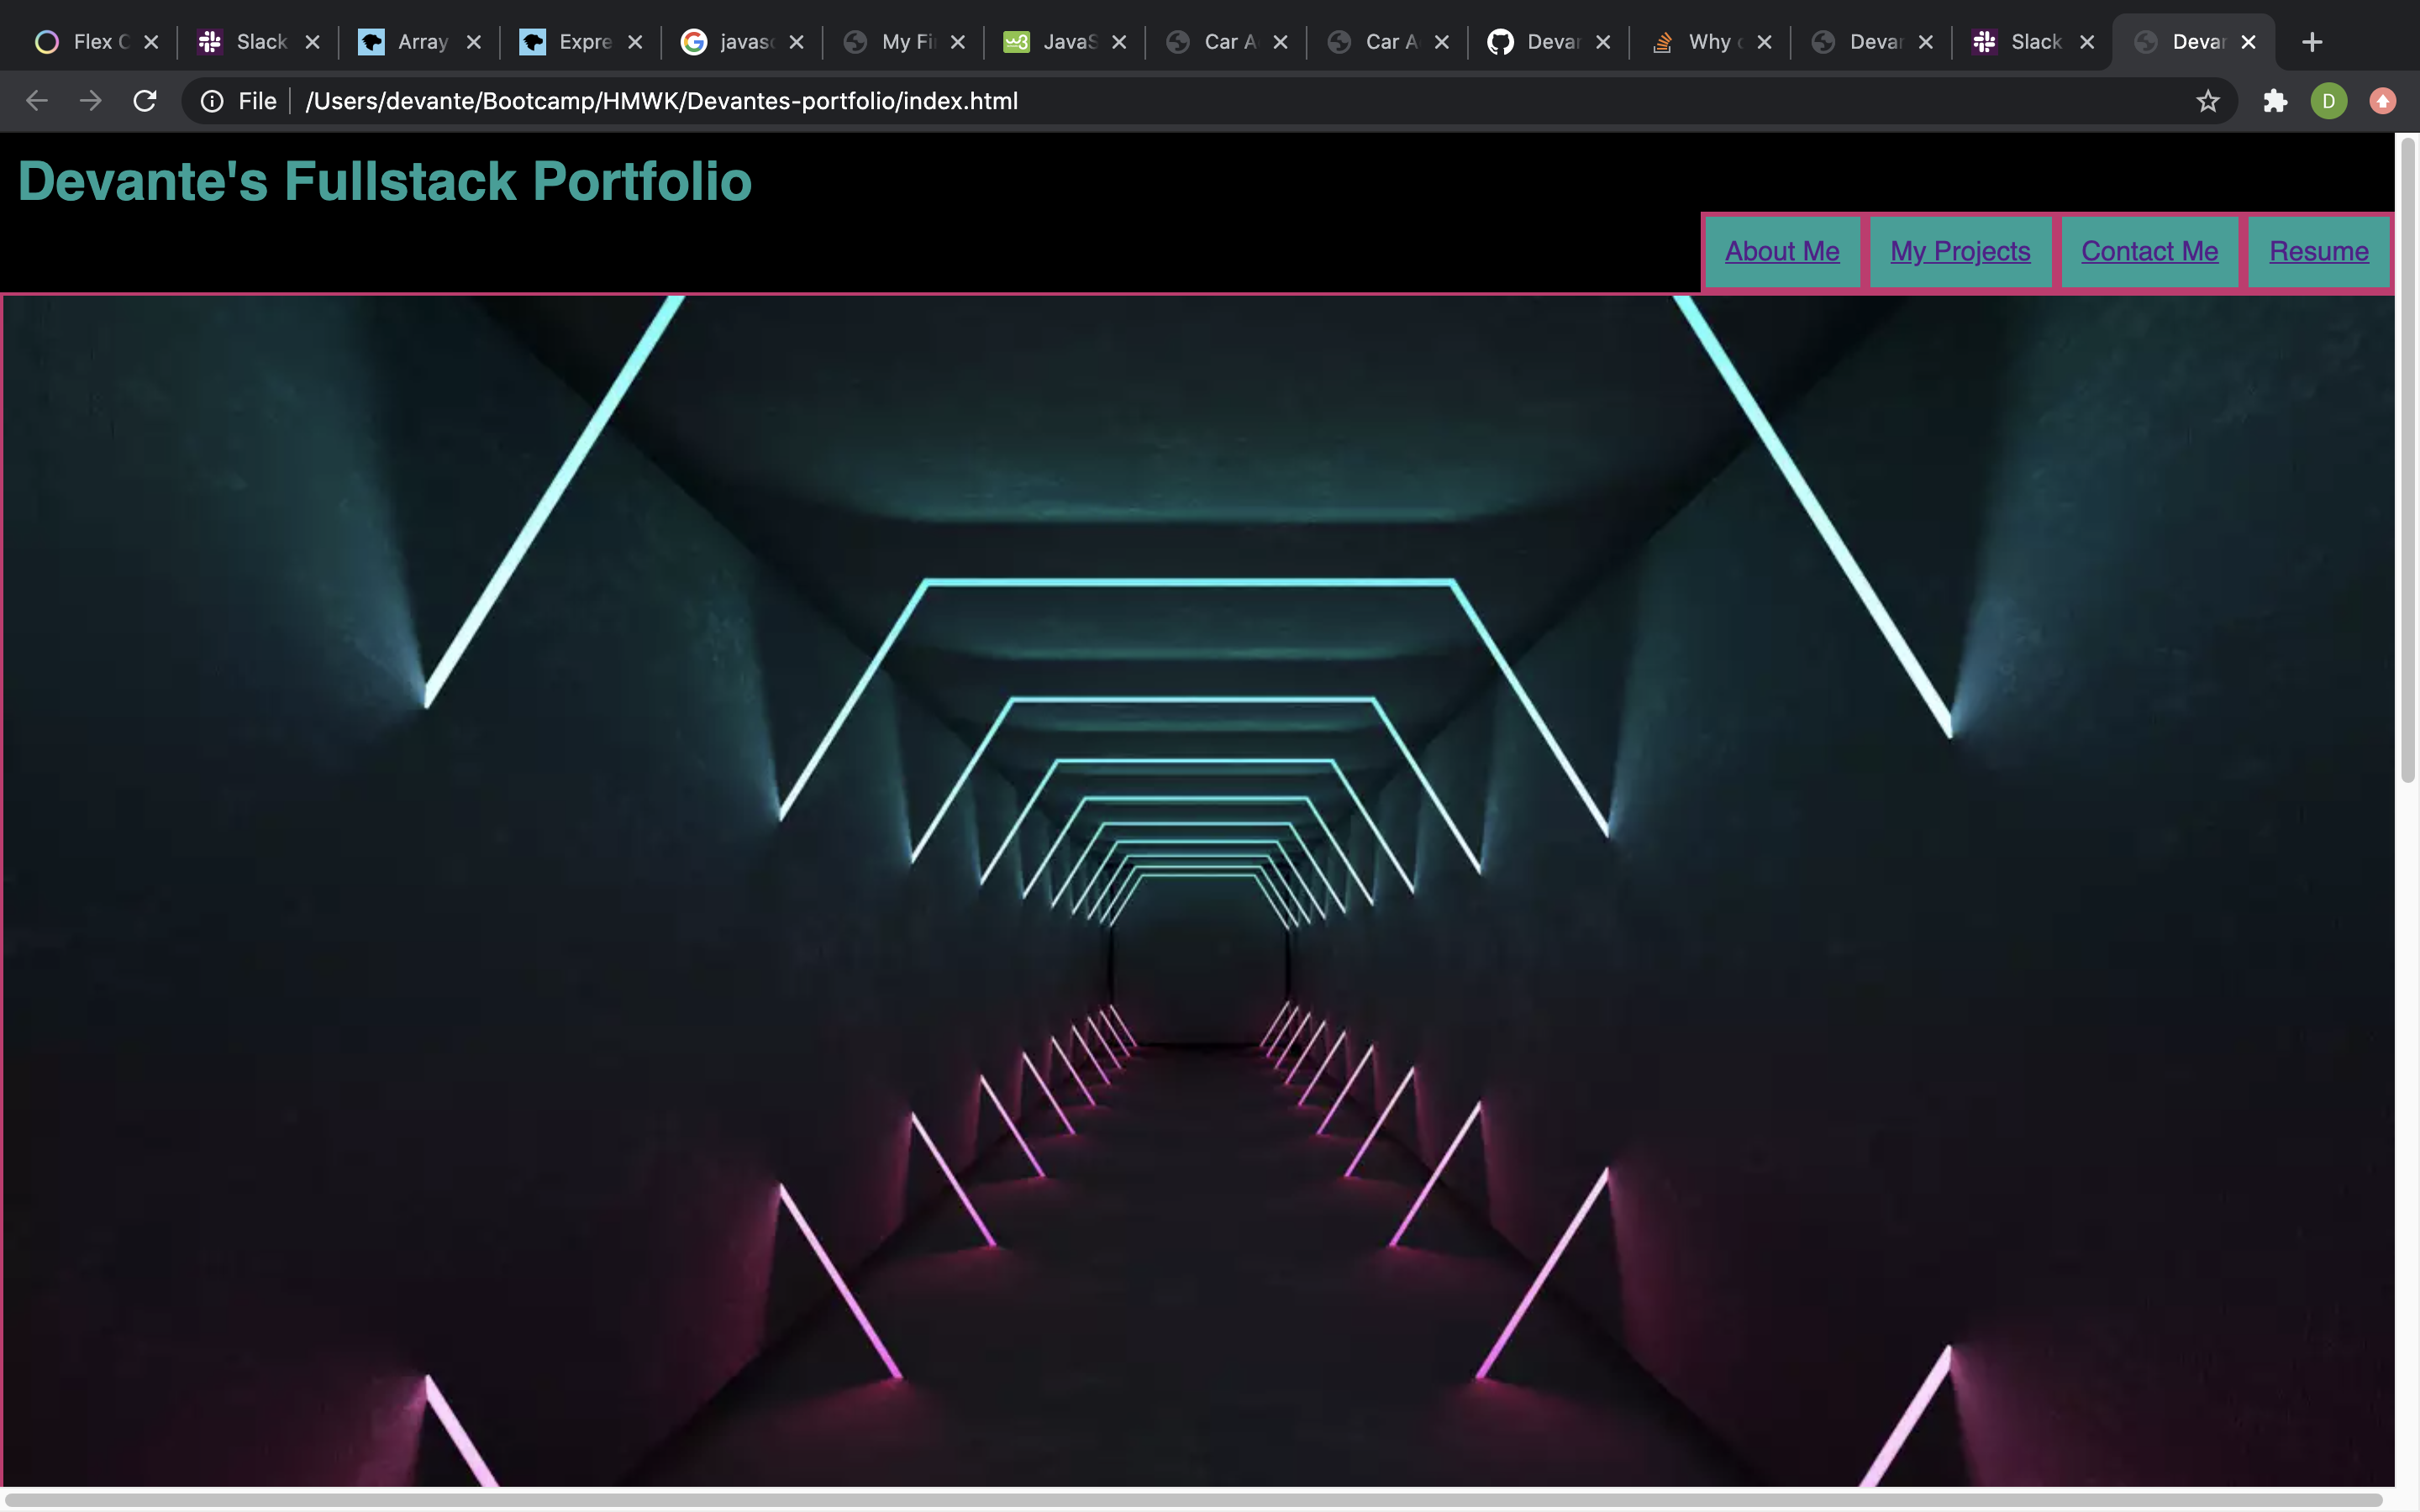 Flex C Slack Array Expre javasc My Fi JavaS Car A Car A Devar Why Devar Slack Devar
File /Users/devante/Bootcamp/HMWK/Devantes-portfolio/index.html D
Devante's Fullstack Portfolio
About Me My Projects Contact Me Resume